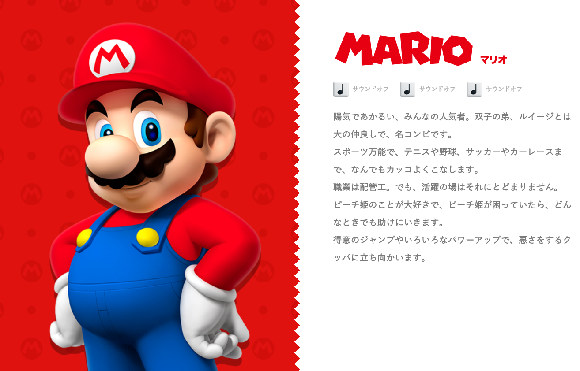 M
MARIO マリオ
サウンドオフ サウンドオフ サウンドオフ
陽気であかるい、みんなの人気者。双子の弟、ルイージとは
大の仲良しで、名コンビです。
スポーツ万能で、テニスや野球、サッカーやカーレースま
で、なんでもカッコよくこなします。
職業は配管工。でも、活躍の場はそれにとどまりません。
ピーチ姫のことが大好きで、ピーチ姫が困っていたら、どん
なときでも助けにいきます。
得意のジャンプやいろいろなパワーアップで、悪さをするク
ッパに立ち向かいます。